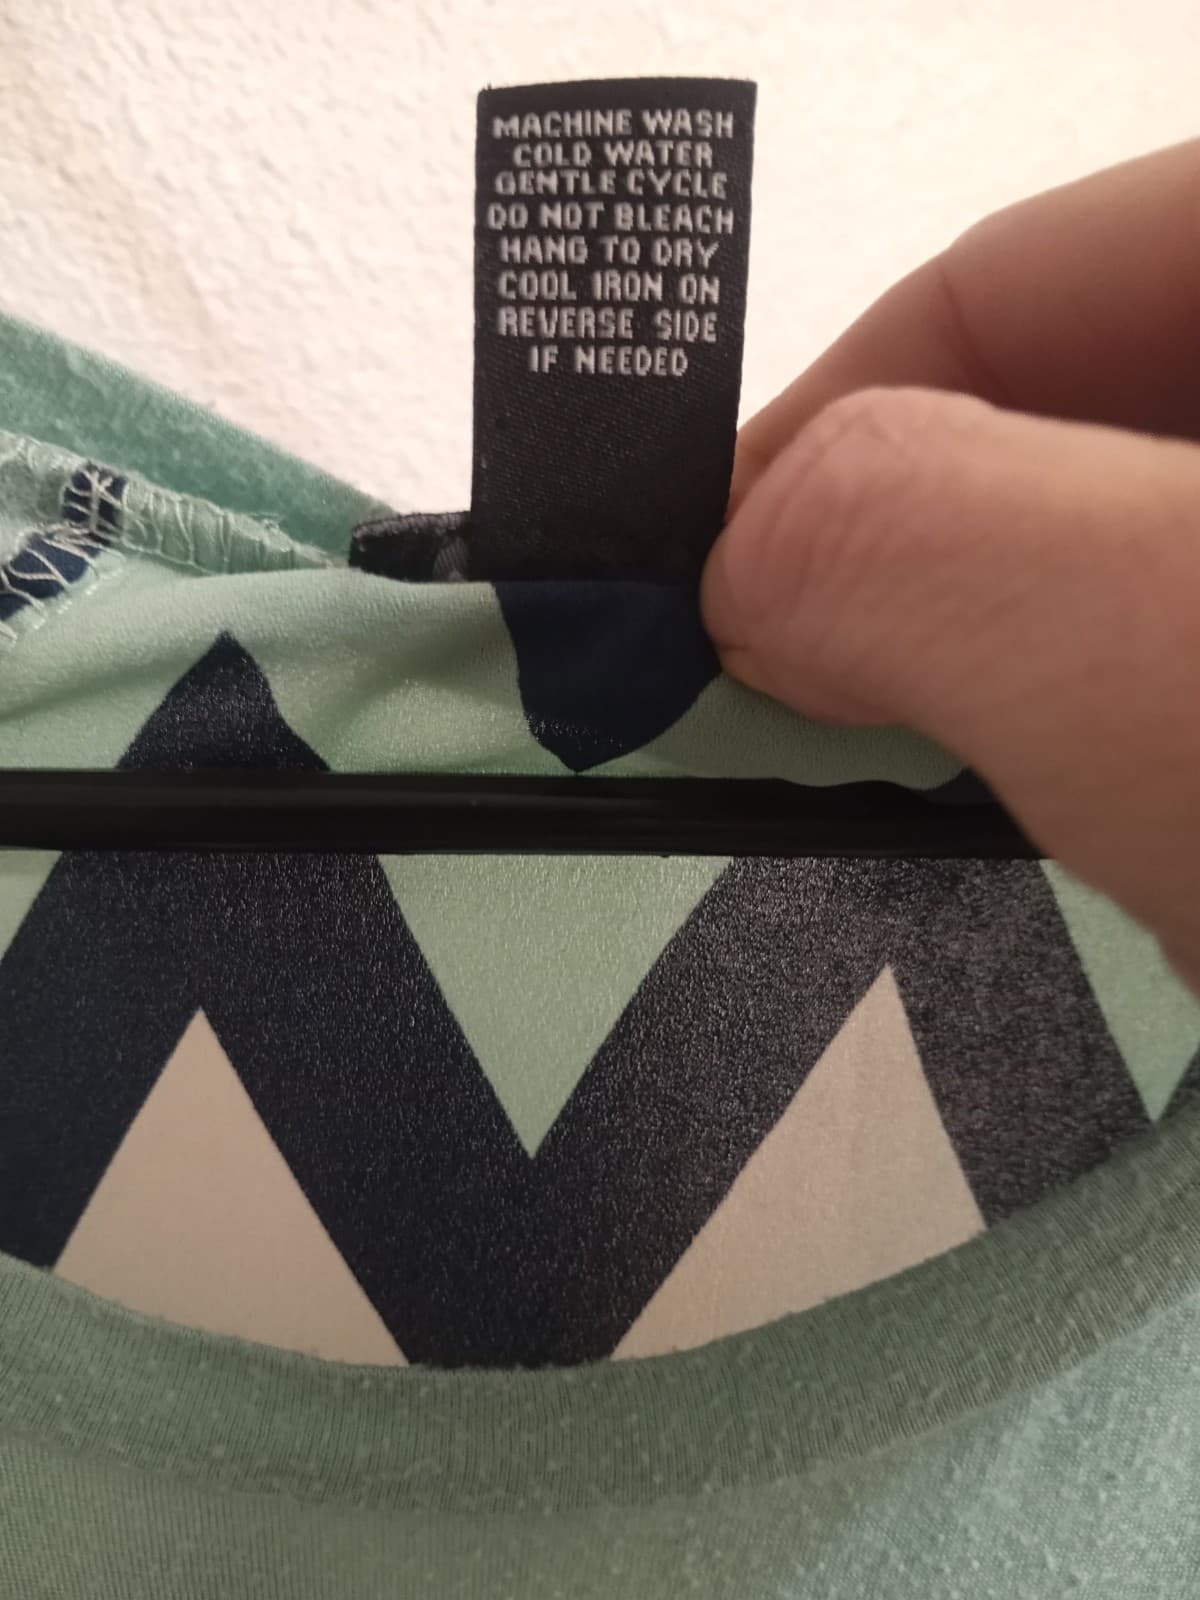 MACHINE WASH
COLD WATER
GENTLE CYCLE
DO NOT BLEACH
HANG TO DRY
COOL IRON ON
REVERSE SIDE
IF NEEDED